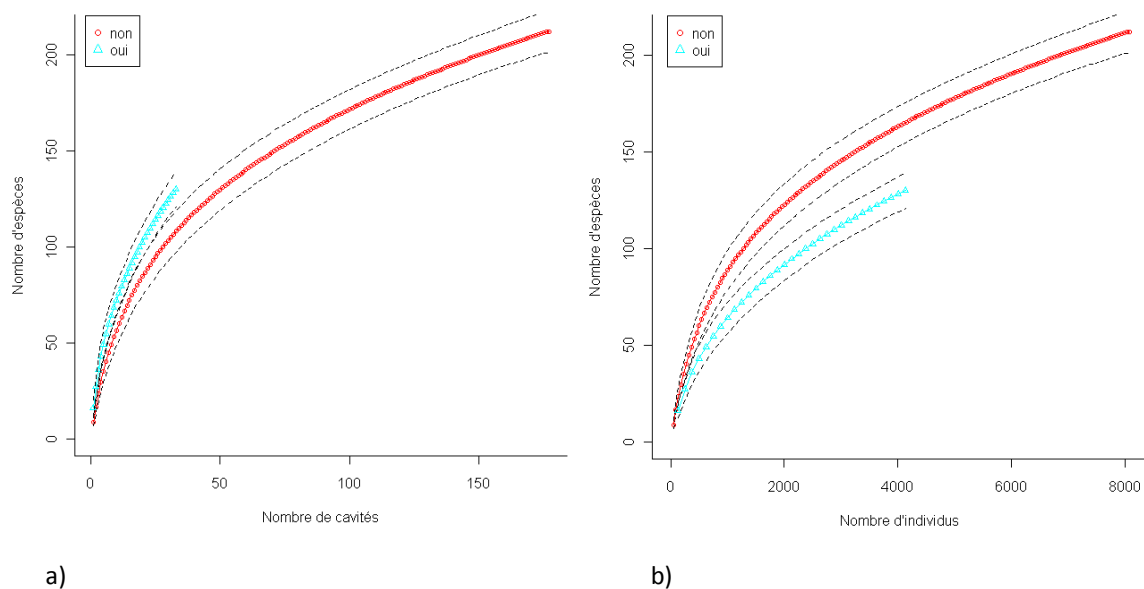 non
oui
Nombre d'espèces
0
50
100
150
200
0
50
100
150
Nombre de cavités
a)
non
oui
Nombre d'espèces
0
50
100
150
200
0
2000
4000
6000
8000
Nombre d'individus
b)